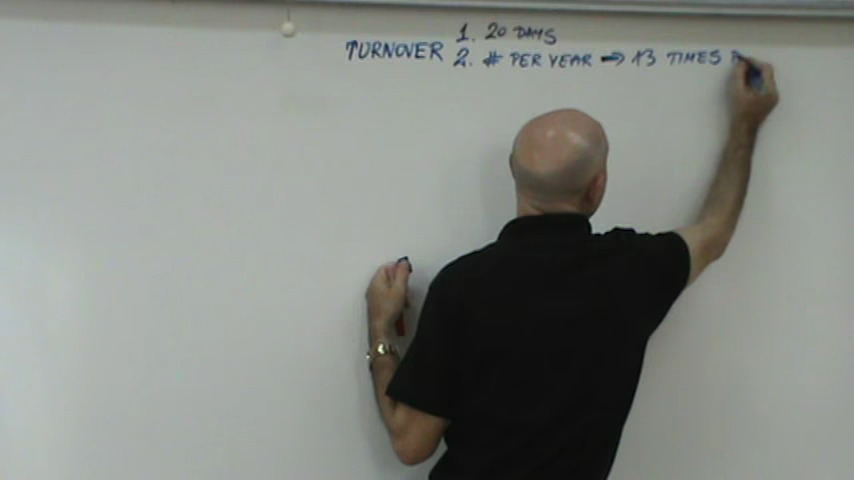 1. 20 DAYS
TURNOVER 2. # PER YEAR → 13 TIMES